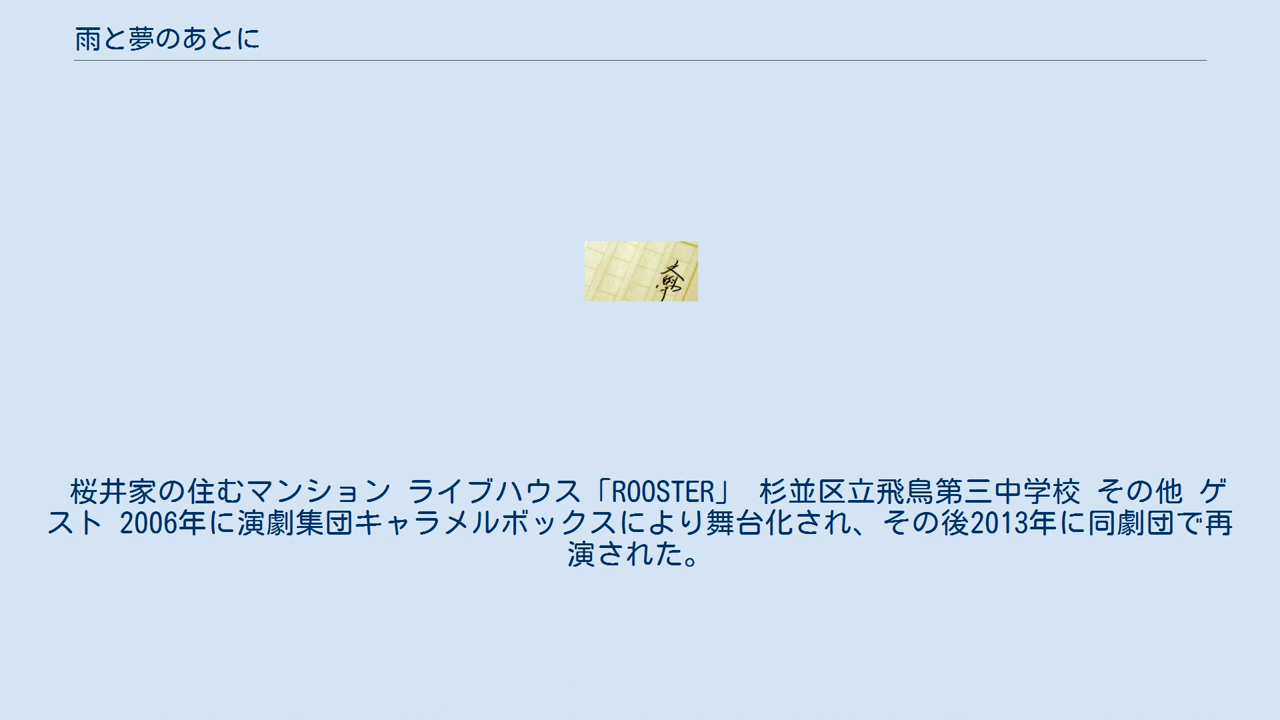 雨と夢のあとに
桜井家の住むマンション ライブハウス「ROOSTER」 杉並区立飛鳥第三中学校 その他 ゲ
スト 2006年に演劇集団キャラメルボックスにより舞台化され、その後2013年に同劇団で再
演された。